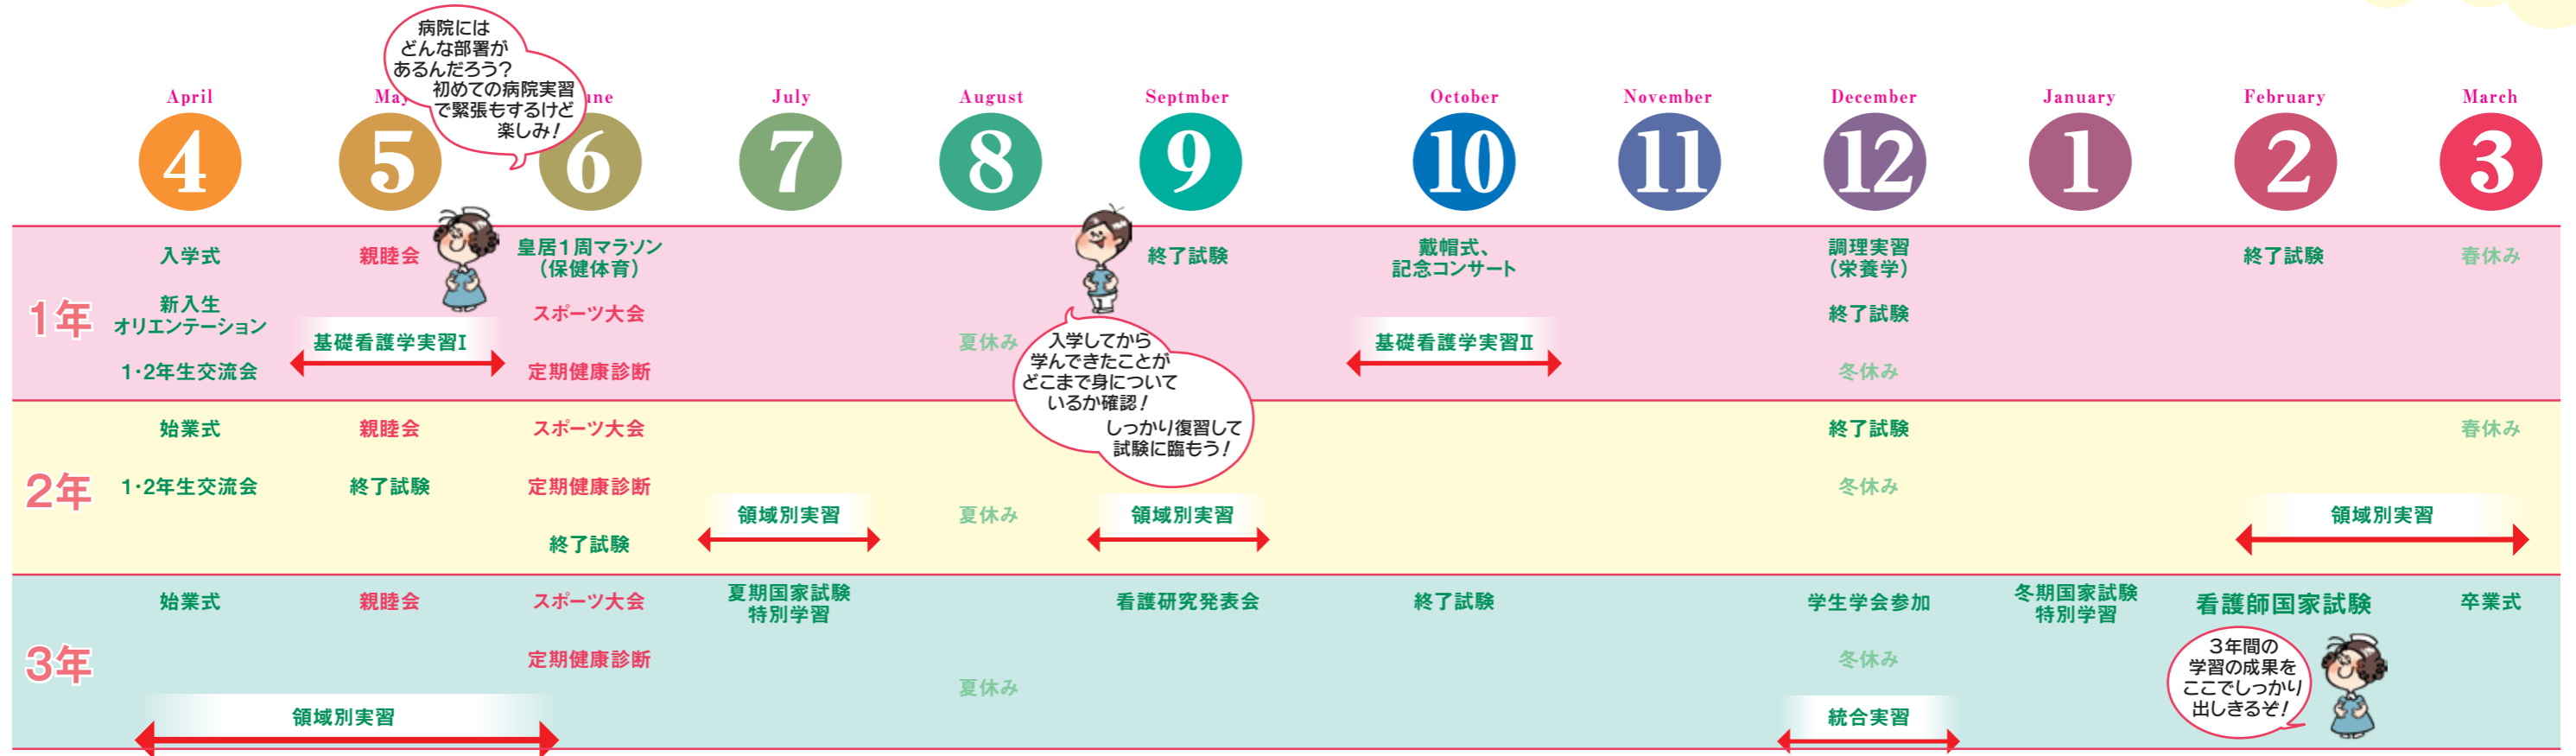 病院には
どんな部署が
あるんだろう?
初めての病院実習
で緊張もするけど
楽しみ!
April
May
une
July
August
Septmber
October
November
December
January
February
March
4
5
6
7
8
9
10
11
12
1
2
3
1年
入学式
新入生
オリエンテーション
1・2年生交流会
親睦会
基礎看護学実習Ⅰ
皇居1周マラソン
(保健体育)
スポーツ大会
定期健康診断
夏休み
終了試験
入学してから
学んできたことが
どこまで身について
いるか確認!
しっかり復習して
試験に臨もう!
戴帽式、
記念コンサート
基礎看護学実習Ⅱ
調理実習
(栄養学)
終了試験
冬休み
終了試験
春休み
2年
始業式
1・2年生交流会
親睦会
終了試験
スポーツ大会
定期健康診断
終了試験
領域別実習
夏休み
領域別実習
終了試験
冬休み
領域別実習
春休み
3年
始業式
親睦会
スポーツ大会
定期健康診断
領域別実習
夏期国家試験
特別学習
夏休み
看護研究発表会
終了試験
学生学会参加
冬休み
統合実習
冬期国家試験
特別学習
看護師国家試験
3年間の
学習の成果を
ここでしっかり
出しきるぞ!
卒業式